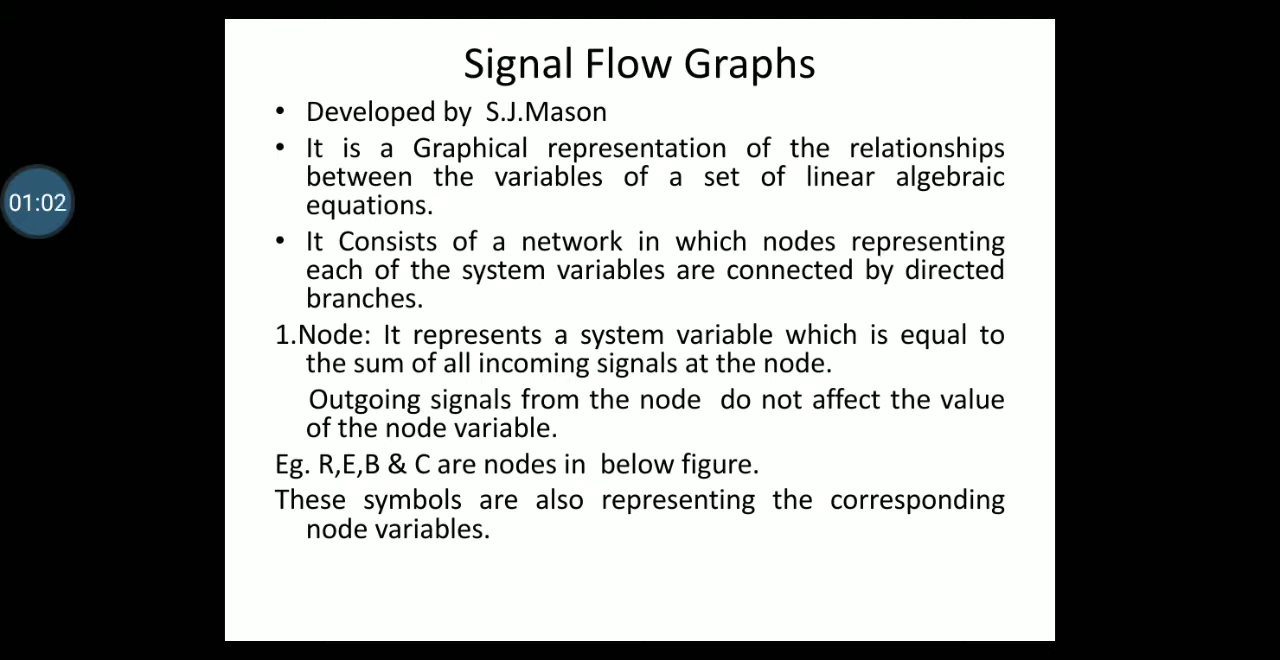 Signal Flow Graphs
• Developed by S.J.Mason
• It is a Graphical representation of the relationships
between the variables of a set of linear algebraic
equations.
• It Consists of a network in which nodes representing
each of the system variables are connected by directed
branches.
01:02
1.Node: It represents a system variable which is equal to
the sum of all incoming signals at the node.
Outgoing signals from the node do not affect the value
of the node variable.
Eg. R,E,B & C are nodes in below figure.
These symbols are also representing the corresponding
node variables.